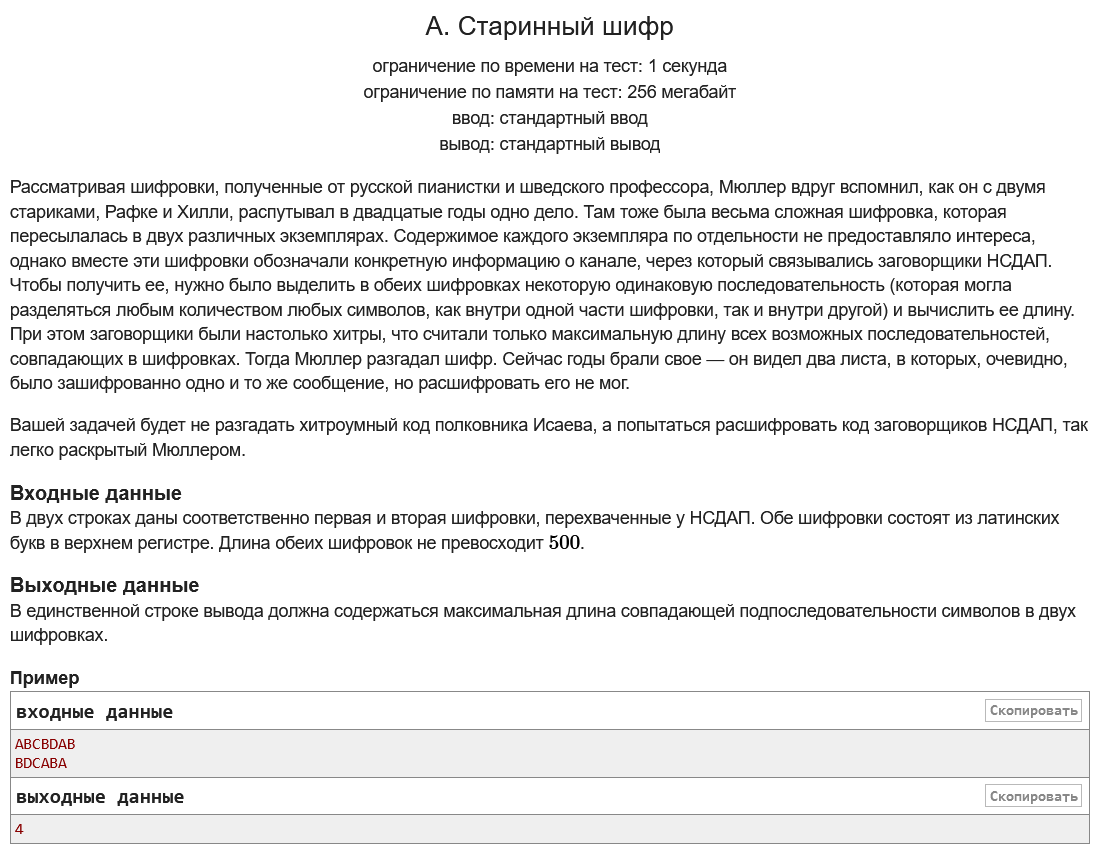 А. Старинный шифр
ограничение по времени на тест: 1 секунда
ограничение по памяти на тест: 256 мегабайт
ввод: стандартный ввод
вывод: стандартный вывод
Рассматривая шифровки, полученные от русской пианистки и шведского профессора, Мюллер вдруг вспомнил, как он с двумя
стариками, Рафке и Хилли, распутывал в двадцатые годы одно дело. Там тоже была весьма сложная шифровка, которая
пересылалась в двух различных экземплярах. Содержимое каждого экземпляра по отдельности не предоставляло интереса,
однако вместе эти шифровки обозначали конкретную информацию о канале, через который связывались заговорщики НСДАП.
Чтобы получить ее, нужно было выделить в обеих шифровках некоторую одинаковую последовательность (которая могла
разделяться любым количеством любых символов, как внутри одной части шифровки, так и внутри другой) и вычислить ее длину.
При этом заговорщики были настолько хитры, что считали только максимальную длину всех возможных последовательностей,
совпадающих в шифровках. Тогда Мюллер разгадал шифр. Сейчас годы брали свое — он видел два листа, в которых, очевидно,
было зашифрованно одно и то же сообщение, но расшифровать его не мог.
Вашей задачей будет не разгадать хитроумный код полковника Исаева, а попытаться расшифровать код заговорщиков НСДАП, так
легко раскрытый Мюллером.
Входные данные
В двух строках даны соответственно первая и вторая шифровки, перехваченные у НСДАП. Обе шифровки состоят из латинских
букв в верхнем регистре. Длина обеих шифровок не превосходит 500.
Выходные данные
В единственной строке вывода должна содержаться максимальная длина совпадающей подпоследовательности символов в двух
шифровках.
Пример
входные данные
Скопировать
ABCBDAB
BDCABA
выходные данные
Скопировать
4